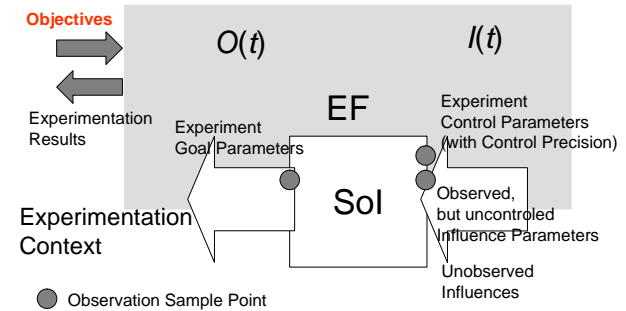 Objectives
O(t)
I(t)
Experimentation
Results
EF
Experiment
Goal Parameters
Experiment
Control Parameters
(with Control Precision)
SoI
Observed,
but uncontroled
Influence Parameters
Experimentation
Context
Unobserved
Influences
Observation Sample Point